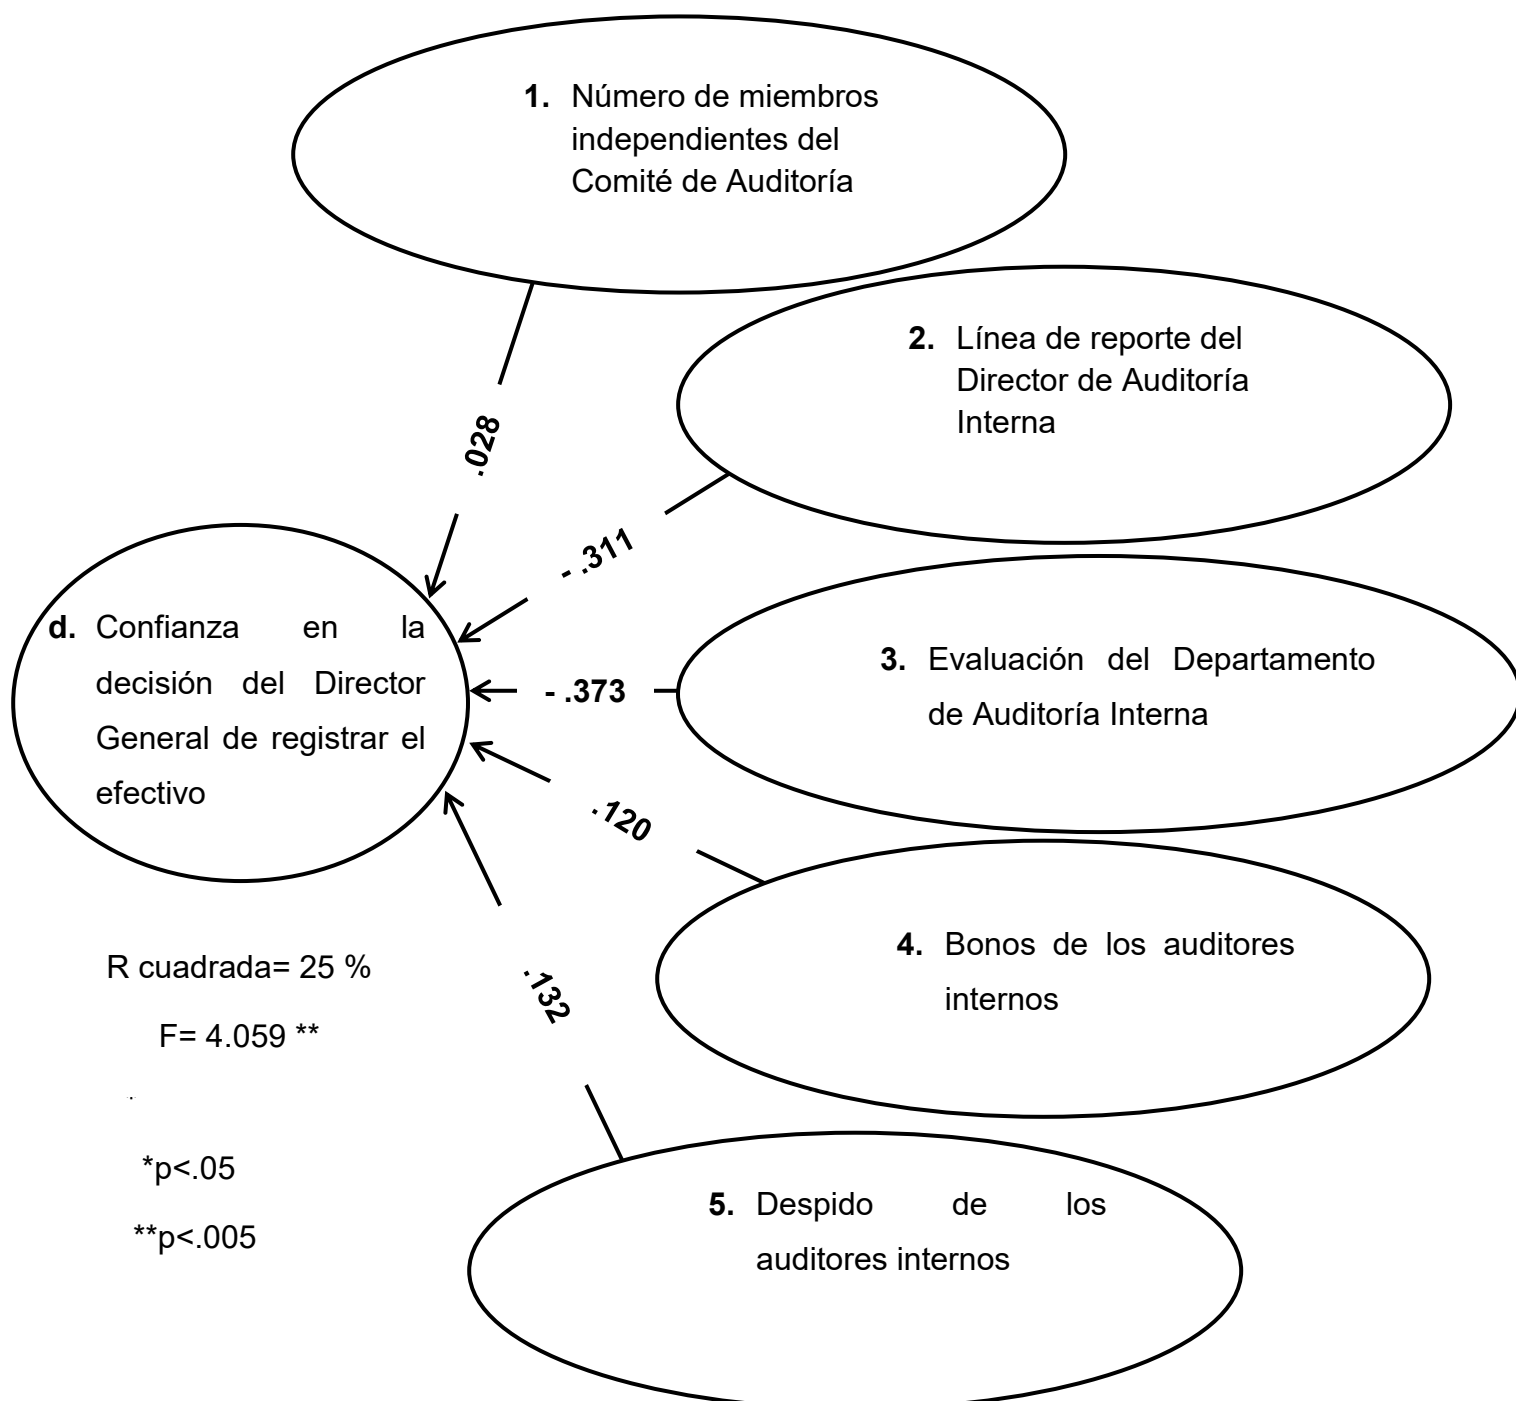 1. Número de miembros
independientes del
Comité de Auditoría
2. Línea de reporte del
Director de Auditoría
Interna
.028
- .311
d. Confianza en la
decisión del Director
General de registrar el
efectivo
3. Evaluación del Departamento
de Auditoría Interna
- .373
.120
4. Bonos de los auditores
internos
.132
R cuadrada= 25 %
F= 4.059 **
*p<.05
**p<.005
5. Despido de los
auditores internos